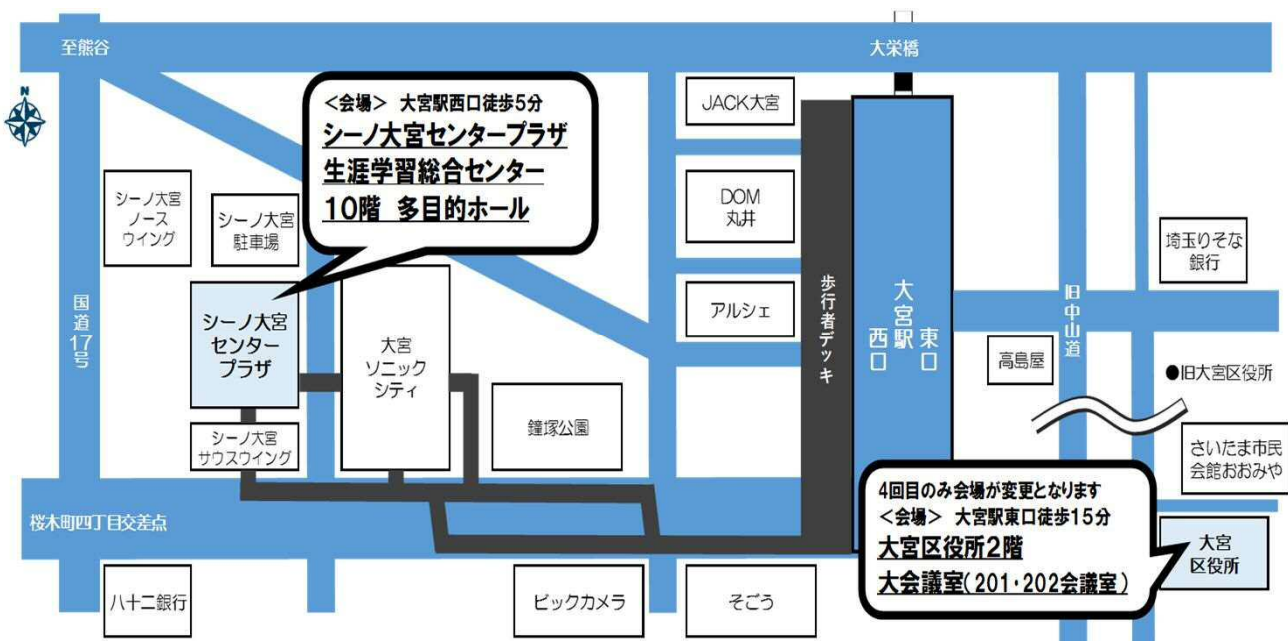 至熊谷
大栄橋
N
<会場> 大宮駅西口徒歩5分
シーノ大宮センタープラザ
生涯学習総合センター
10階 多目的ホール
JACK大宮
シーノ大宮
ノース
ウイング
シーノ大宮
駐車場
DOM
丸井
埼玉りそな
銀行
国道17号
シーノ大宮
センター
プラザ
大宮
ソニック
シティ
アルシェ
歩行者デッキ
西口
大宮駅
東口
旧中山道
高島屋
●旧大宮区役所
シーノ大宮
サウスウイング
鐘塚公園
さいたま市民
会館おおみや
桜木町四丁目交差点
4回目のみ会場が変更となります
<会場> 大宮駅東口徒歩15分
大宮区役所2階
大会議室(201・202会議室)
大宮
区役所
八十二銀行
ビックカメラ
そごう